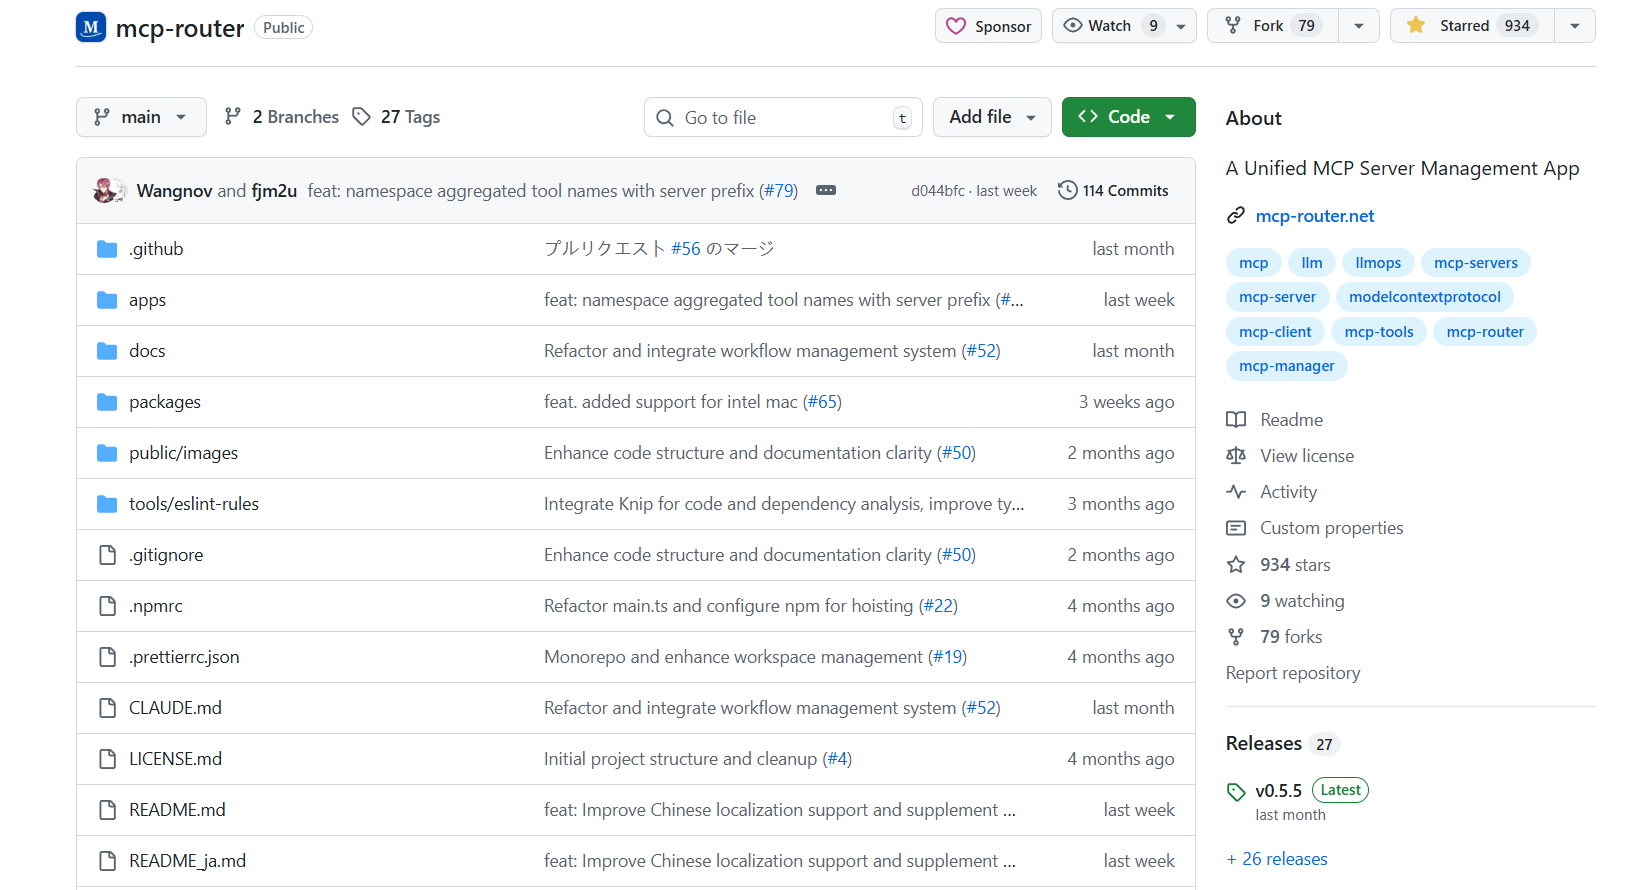 M mcp-router Public Sponsor Watch 9 Fork 79 Starred 934
main 2 Branches 27 Tags Go to file t Add file Code
Wangnov and fjm2u feat: namespace aggregated tool names with server prefix (#79) d044bfc · last week 114 Commits
.github プルリクエスト #56 のマージ last month
apps feat: namespace aggregated tool names with server prefix (#... last week
docs Refactor and integrate workflow management system (#52) last month
packages feat. added support for intel mac (#65) 3 weeks ago
public/images Enhance code structure and documentation clarity (#50) 2 months ago
tools/eslint-rules Integrate Knip for code and dependency analysis, improve ty... 3 months ago
.gitignore Enhance code structure and documentation clarity (#50) 2 months ago
.npmrc Refactor main.ts and configure npm for hoisting (#22) 4 months ago
.prettierrc.json Monorepo and enhance workspace management (#19) 4 months ago
CLAUDE.md Refactor and integrate workflow management system (#52) last month
LICENSE.md Initial project structure and cleanup (#4) 4 months ago
README.md feat: Improve Chinese localization support and supplement ... last week
README_ja.md feat: Improve Chinese localization support and supplement ... last week
About
A Unified MCP Server Management App
mcp-router.net
mcp llm llmops mcp-servers
mcp-server modelcontextprotocol
mcp-client mcp-tools mcp-router
mcp-manager
Readme
View license
Activity
Custom properties
934 stars
9 watching
79 forks
Report repository
Releases 27
v0.5.5 Latest
last month
+ 26 releases